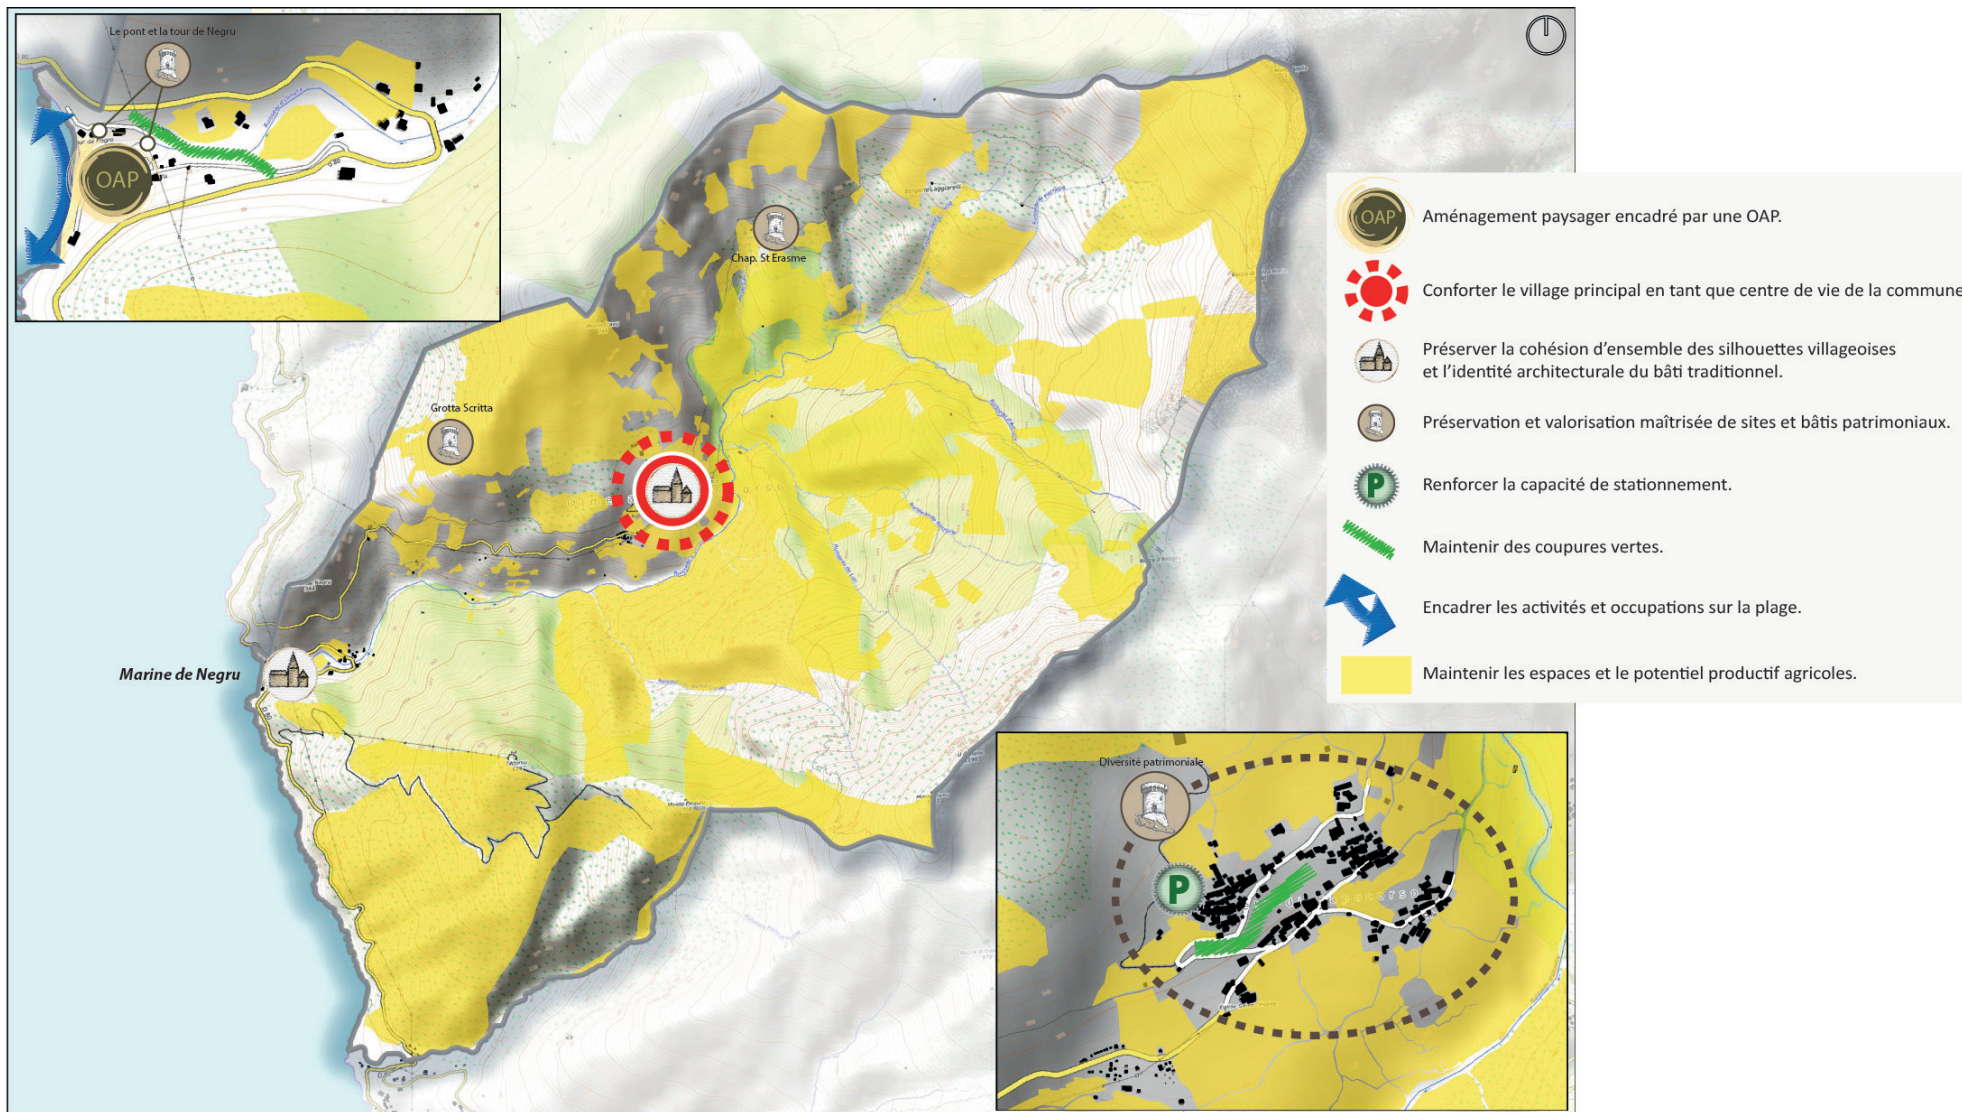 Le pont et la tour de Negru
OAP
D 80
Chap. St Erasme
Grotta Scritta
Marine de Negru
D 80
OAP
Aménagement paysager encadré par une OAP.
Conforter le village principal en tant que centre de vie de la commune
Préserver la cohésion d'ensemble des silhouettes villageoises
et l'identité architecturale du bâti traditionnel.
Préservation et valorisation maîtrisée de sites et bâtis patrimoniaux.
P
Renforcer la capacité de stationnement.
Maintenir des coupures vertes.
Encadrer les activités et occupations sur la plage.
Maintenir les espaces et le potentiel productif agricoles.
Diversité patrimoniale
P